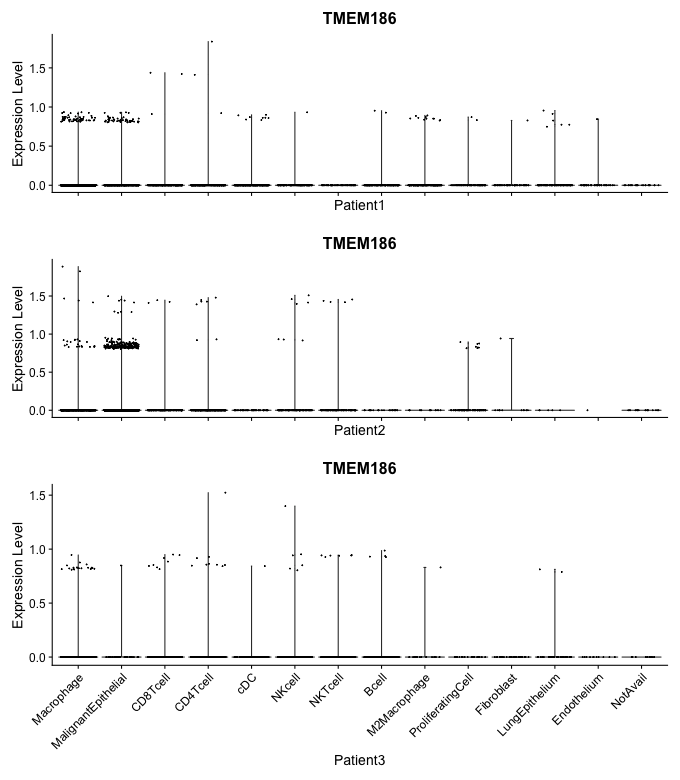 TMEM186
Expression Level
1.5
1.0
0.5
0.0
Patient1
TMEM186
Expression Level
1.5
1.0
0.5
0.0
Patient2
TMEM186
Expression Level
1.5
1.0
0.5
0.0
Macrophage
MalignantEpithelial
CD8Tcell
CD4Tcell
cDC
NKcell
NKTcell
Bcell
M2Macrophage
ProliferatingCell
Fibroblast
LungEpithelium
Endothelium
NotAvail
Patient3